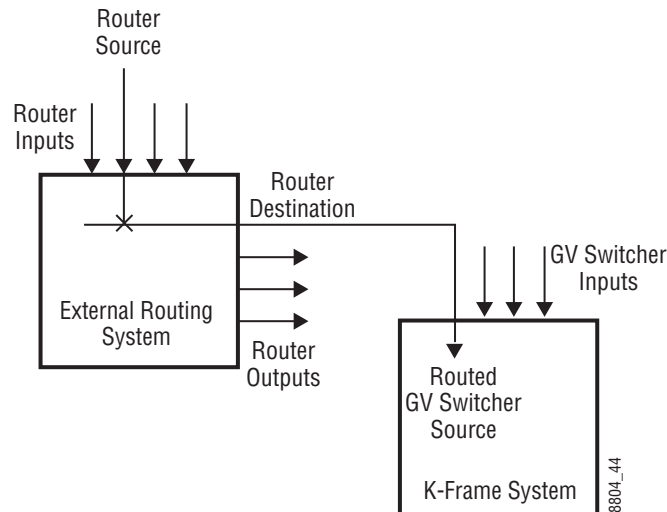 Router
Source
Router
Inputs
Router
Destination
GV Switcher
Inputs
External Routing
System
Router
Outputs
Routed
GV Switcher
Source
K-Frame System
8804_44